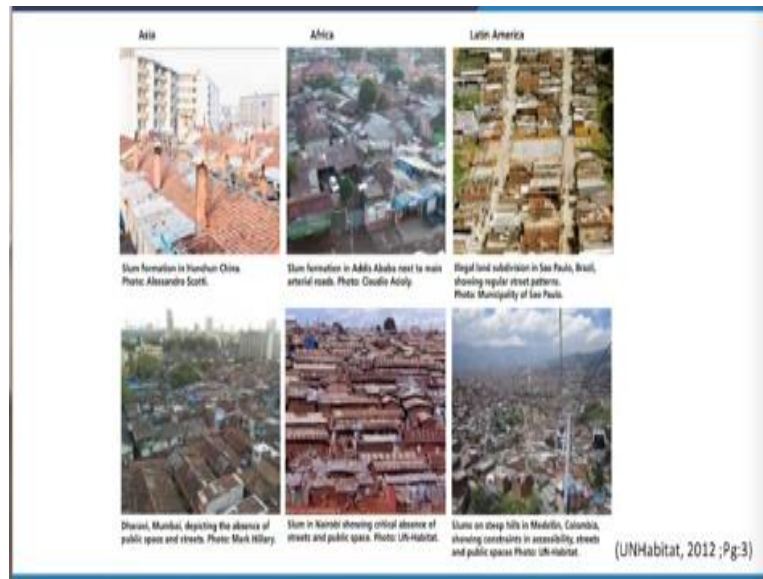 Asia
Africa
Latin America
Slum formation in Hunchun China.
Photo: Alessandro Scotti.
Slum formation in Addis Ababa next to main
arterial roads. Photo: Claudio Acioly.
Illegal land subdivision in Sao Paulo, Brazil,
showing regular street patterns.
Photo: Municipality of Sao Paulo.
Dharavi, Mumbai, depicting the absence of
public space and streets. Photo: Mark Hillary.
Slum in Nairobi showing critical absence of
streets and public space. Photo: UN-Habitat.
Slums on steep hills in Medellin, Colombia,
showing constraints in accessibility, streets
and public spaces Photo: UN-Habitat.
(UNHabitat, 2012 ;Pg:3)